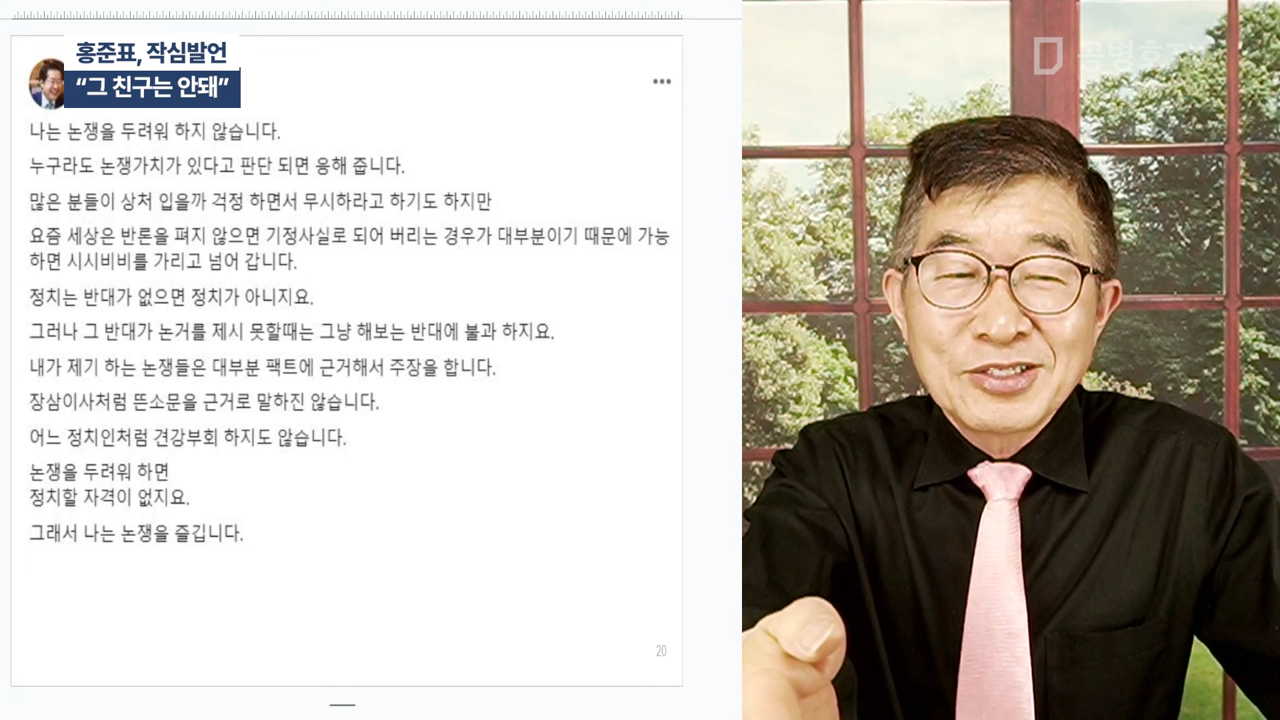 홍준표, 작심발언
“그 친구는 안돼”
나는 논쟁을 두려워 하지 않습니다.
누구라도 논쟁가치가 있다고 판단 되면 응해 줍니다.
많은 분들이 상처 입을까 걱정 하면서 무시하라고 하기도 하지만
요즘 세상은 반론을 펴지 않으면 기정사실로 되어 버리는 경우가 대부분이기 때문에 가능
하면 시시비비를 가리고 넘어 갑니다.
정치는 반대가 없으면 정치가 아니지요.
그러나 그 반대가 논거를 제시 못할때는 그냥 해보는 반대에 불과 하지요.
내가 제기 하는 논쟁들은 대부분 팩트에 근거해서 주장을 합니다.
장삼이사처럼 뜬소문을 근거로 말하진 않습니다.
어느 정치인처럼 견강부회 하지도 않습니다.
논쟁을 두려워 하면
정치할 자격이 없지요.
그래서 나는 논쟁을 즐깁니다.
20